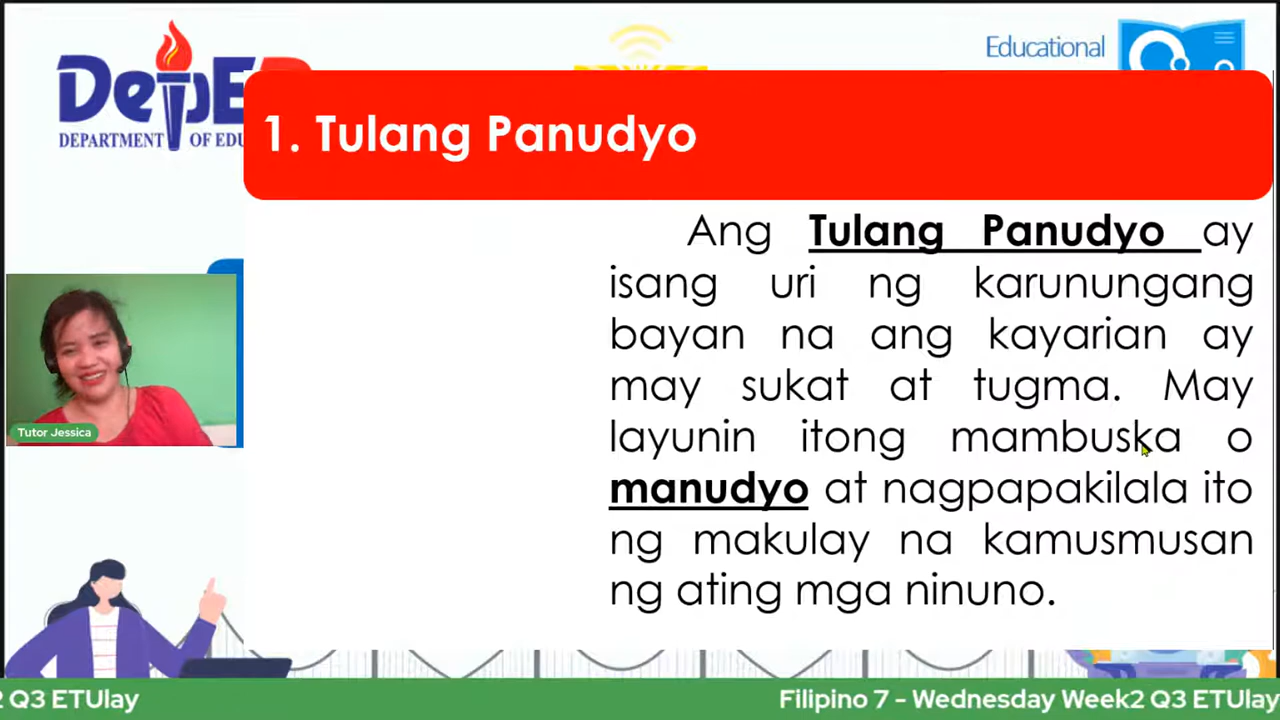 Educational
DepE
DEPARTMENT OF EDU
1. Tulang Panudyo
Ang Tulang Panudyo ay
isang uri ng karunungang
bayan na ang kayarian ay
may sukat at tugma. May
layunin itong mambuska o
manudyo at nagpapakilala ito
ng makulay na kamusmusan
ng ating mga ninuno.
Tutor Jessica
2 Q3 ETUlay
Filipino 7 - Wednesday Week2 Q3 ETUlay